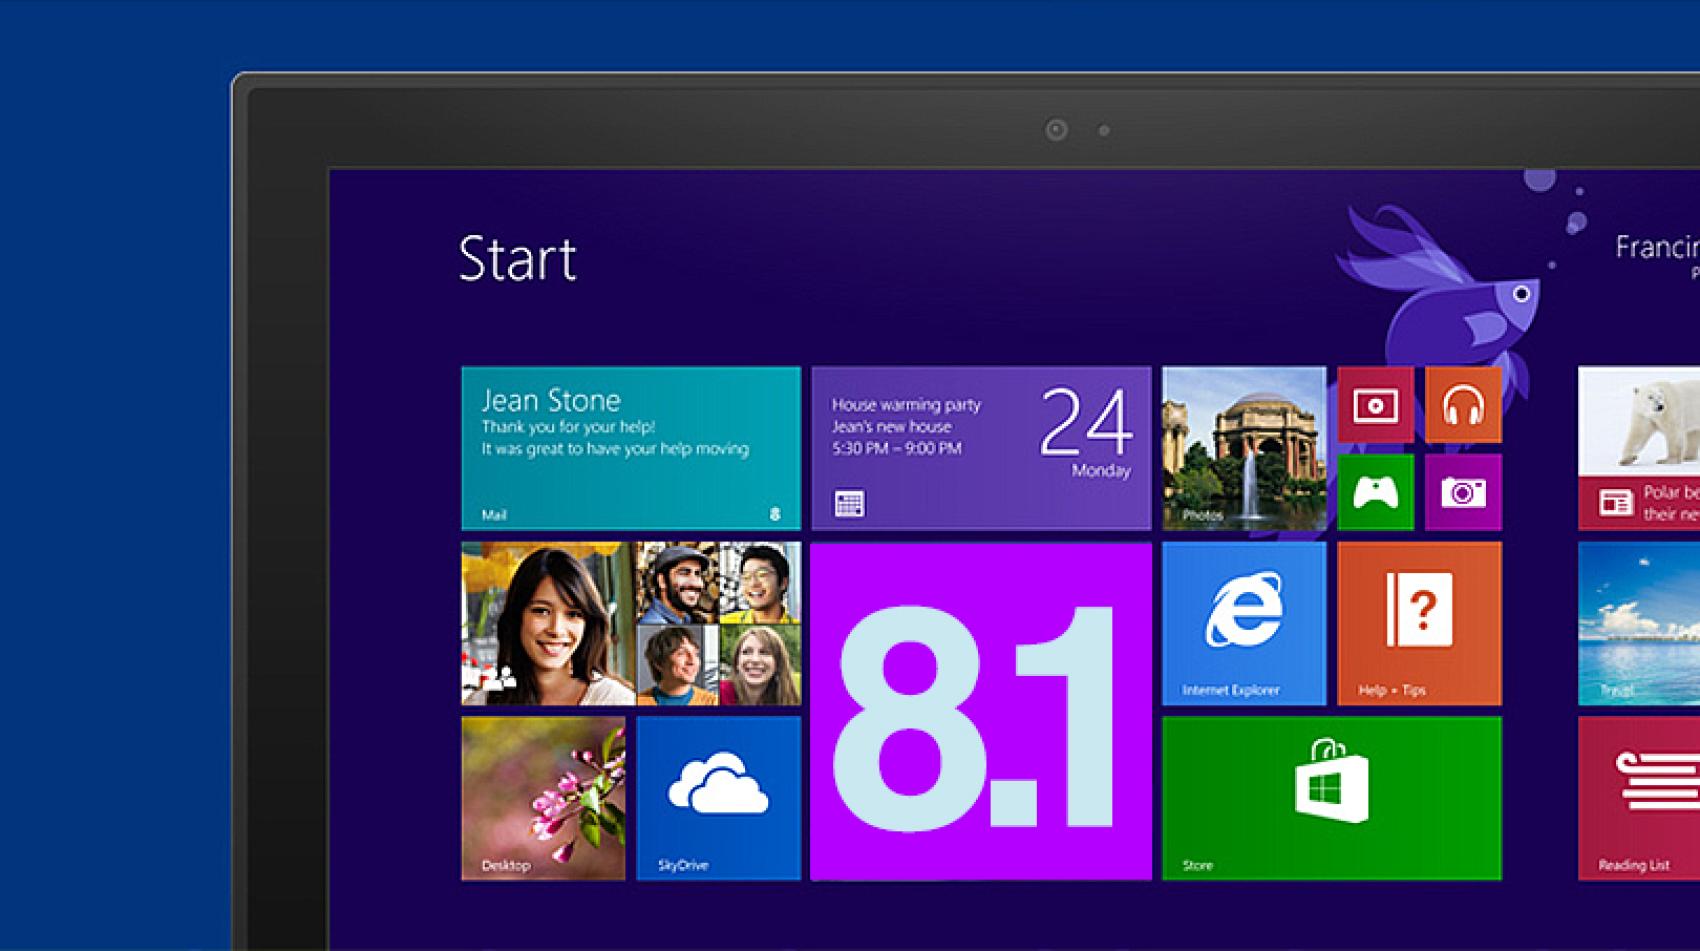 Start
Francin
P
Jean Stone
Thank you for your help!
It was great to have your help moving
Mail
8
House warming party
Jean's new house
5:30 PM – 9:00 PM
24
Monday
Photos
Polar be
their ne
8.1
Internet Explorer
Help + Tips
Travel
Desktop
SkyDrive
Store
Reading List